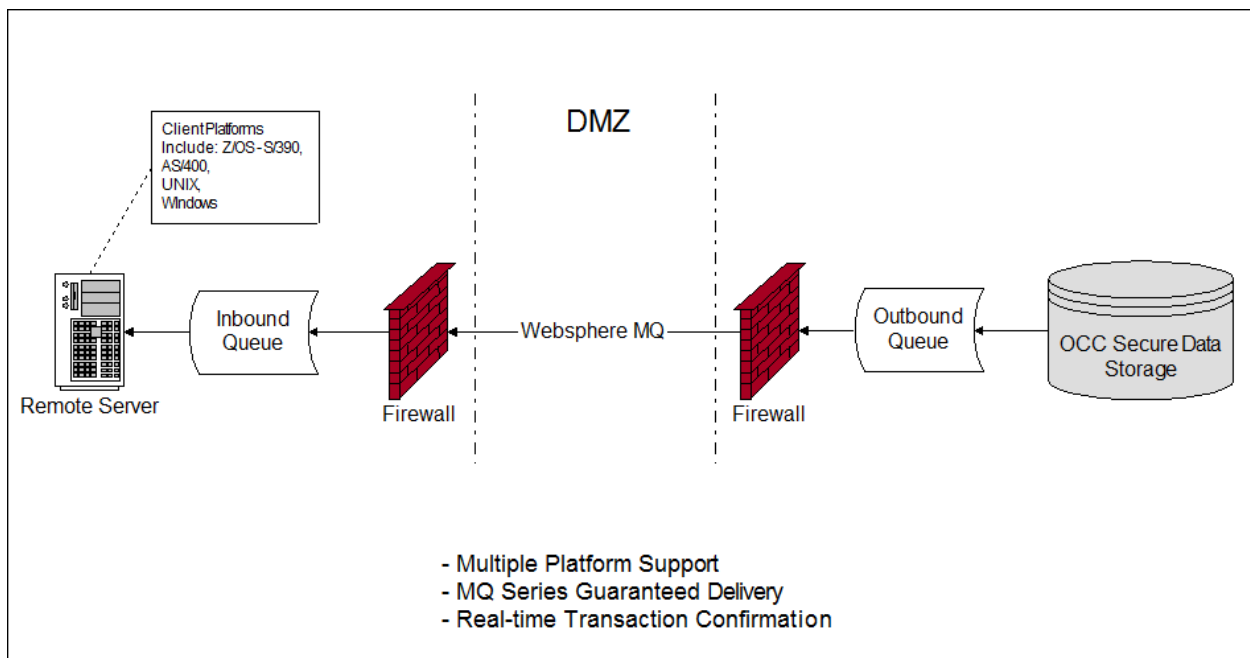 DMZ
ClientPlatforms
Include: Z/OS-S/390,
AS/400,
UNIX,
WIndows
Inbound
Queue
Websphere MQ
Outbound
Queue
OCC Secure Data
Storage
Remote Server
Firewall
Firewall
- Multiple Platform Support
- MQ Series Guaranteed Delivery
- Real-time Transaction Confirmation